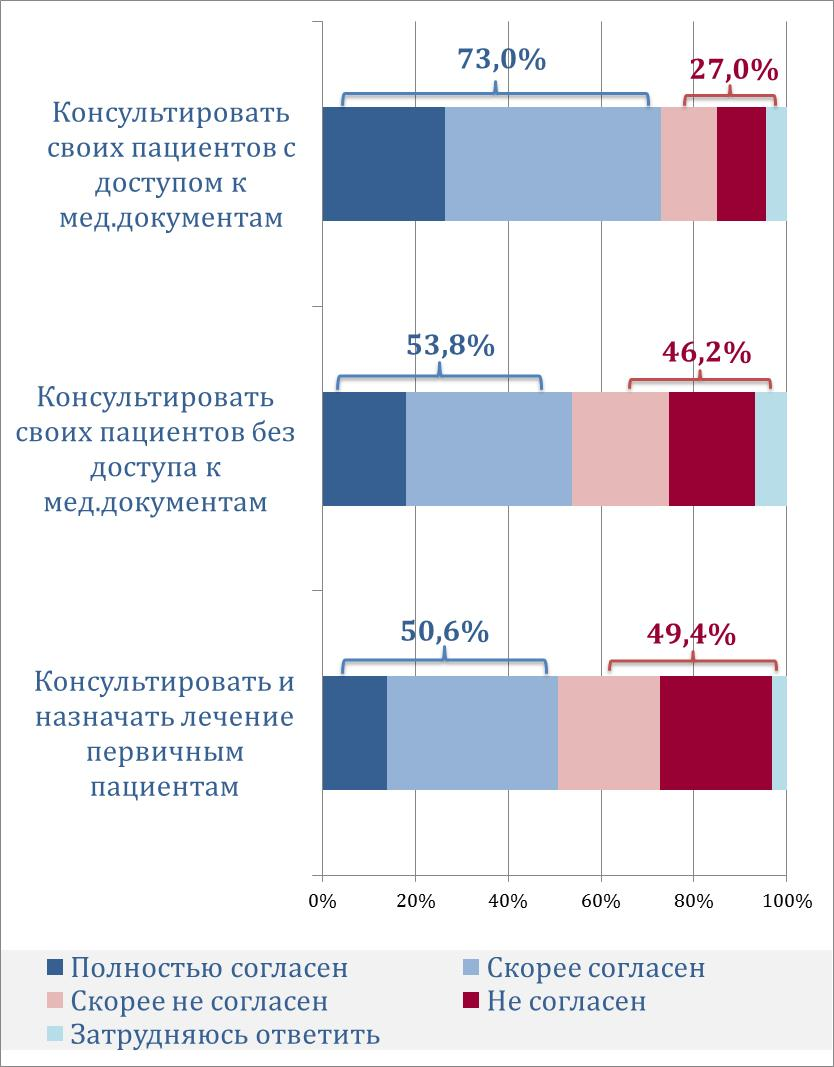 73,0%
27,0%
Консультировать
своих пациентов с
доступом к
мед.документам
53,8%
46,2%
Консультировать
своих пациентов без
доступа к
мед.документам
50,6%
49,4%
Консультировать и
назначать лечение
первичным
пациентам
0% 20% 40% 60% 80% 100%
Полностью согласен Скорее согласен
Скорее не согласен Не согласен
Затрудняюсь ответить